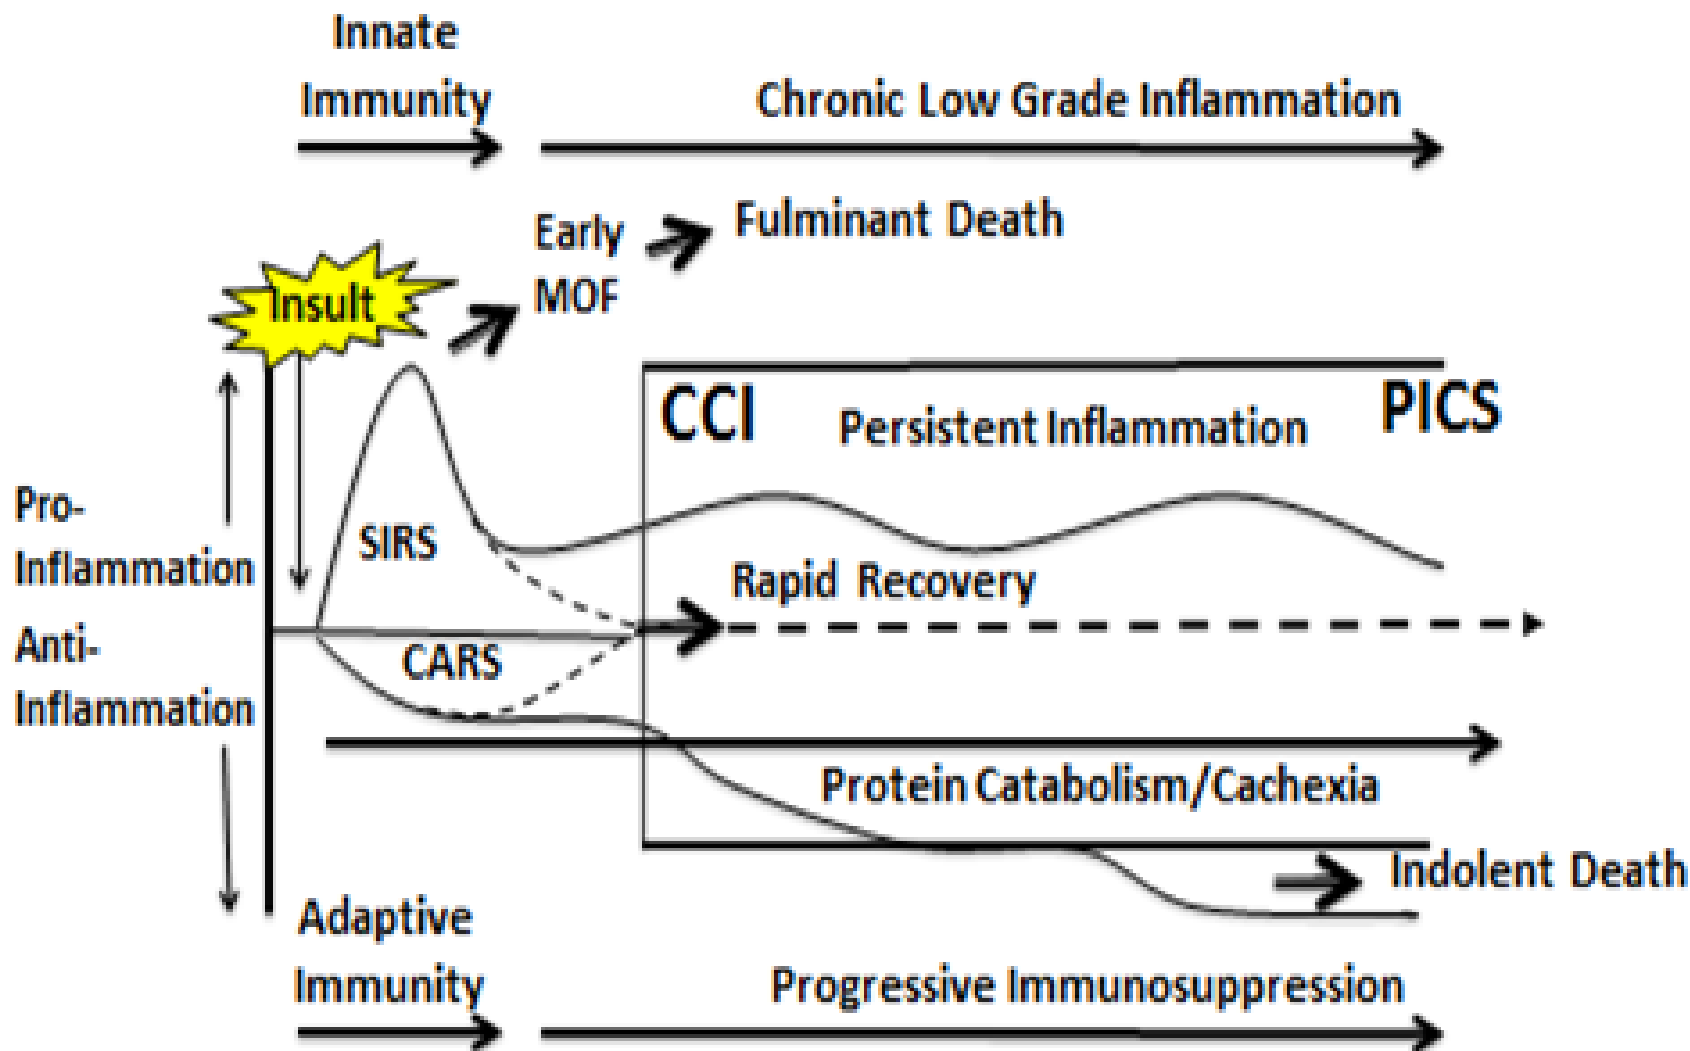 Innate
Immunity
Chronic Low Grade Inflammation
Early
MOF
Fulminant Death
Insult
CCI
PICS
Persistent Inflammation
Pro-
Inflammation
SIRS
Rapid Recovery
Anti-
Inflammation
CARS
Protein Catabolism/Cachexia
Indolent Death
Adaptive
Immunity
Progressive Immunosuppression